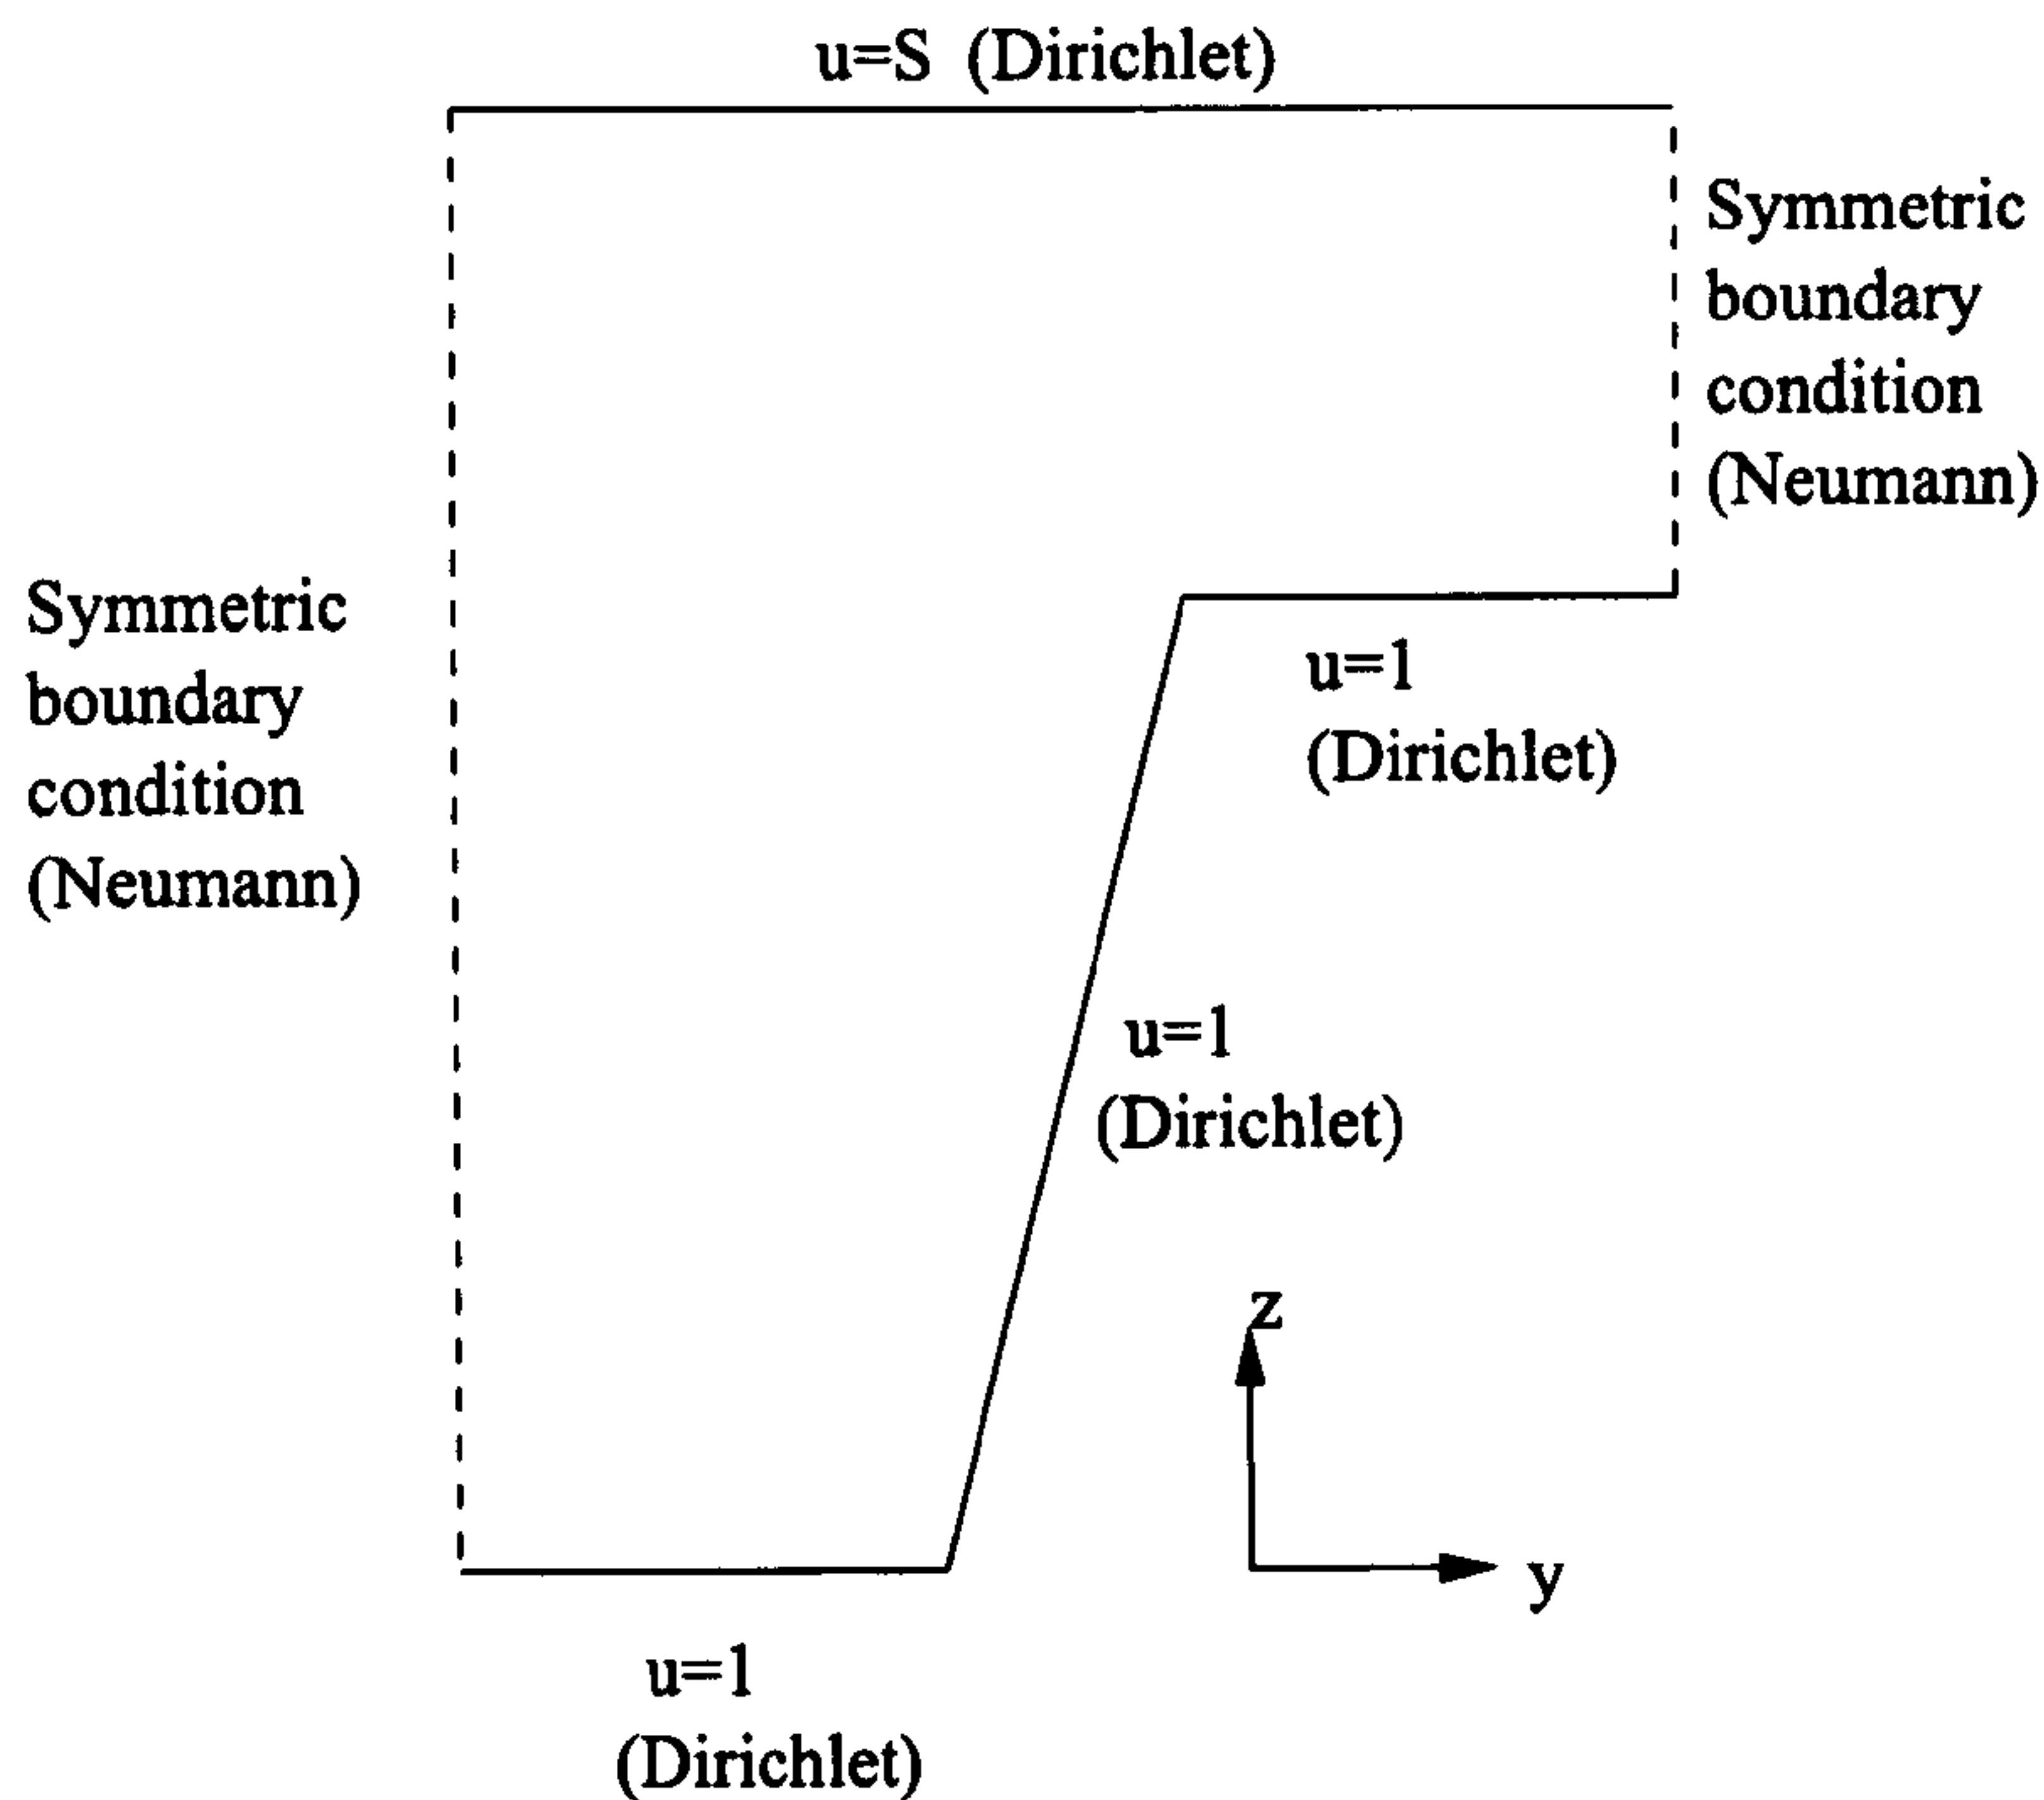 u=S (Dirichlet)
Symmetric
boundary
condition
(Neumann)
Symmetric
boundary
condition
(Neumann)
u=1
(Dirichlet)
u=1
(Dirichlet)
z
y
u=1
(Dirichlet)